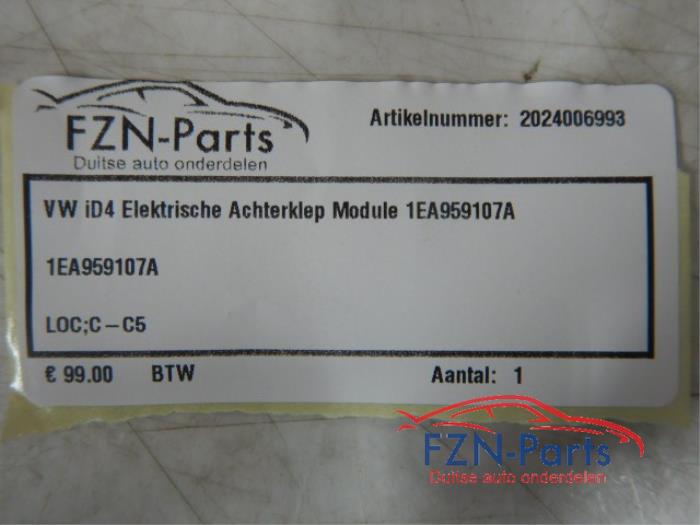 FZN-Parts
Duitse auto onderdelen
Artikelnummer: 2024006993
VW iD4 Elektrische Achterklep Module 1EA959107A
1EA959107A
LOC;C-C5
€ 99.00 BTW Aantal: 1
FZN-Parts
Duitse auto onderdelen